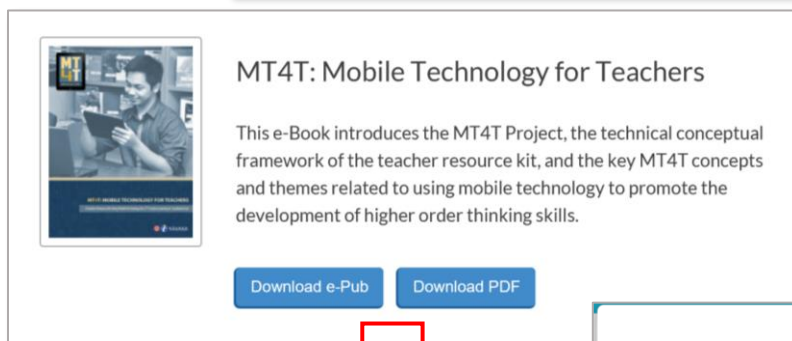 MT4T
MT4T: MOBILE TECHNOLOGY FOR TEACHERS
MT4T: Mobile Technology for Teachers
This e-Book introduces the MT4T Project, the technical conceptual
framework of the teacher resource kit, and the key MT4T concepts
and themes related to using mobile technology to promote the
development of higher order thinking skills.
Download e-Pub
Download PDF